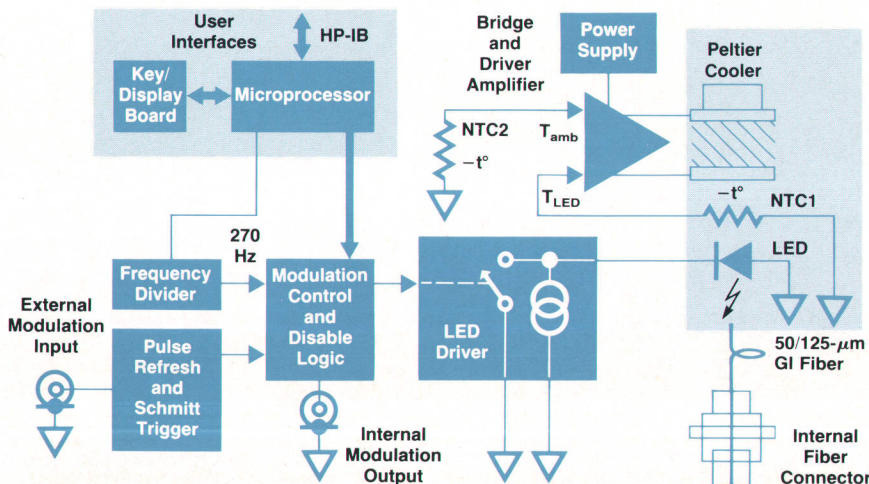 User
Interfaces
HP-IB
Key/
Display
Board
Microprocessor
Bridge
and
Driver
Amplifier
Power
Supply
Peltier
Cooler
NTC2
−t°
Tamb
TLED
−t°
NTC1
LED
270
Hz
Frequency
Divider
Modulation
Control
and
Disable
Logic
LED
Driver
External
Modulation
Input
Pulse
Refresh
and
Schmitt
Trigger
Internal
Modulation
Output
50/125-μm
GI Fiber
Internal
Fiber
Connector